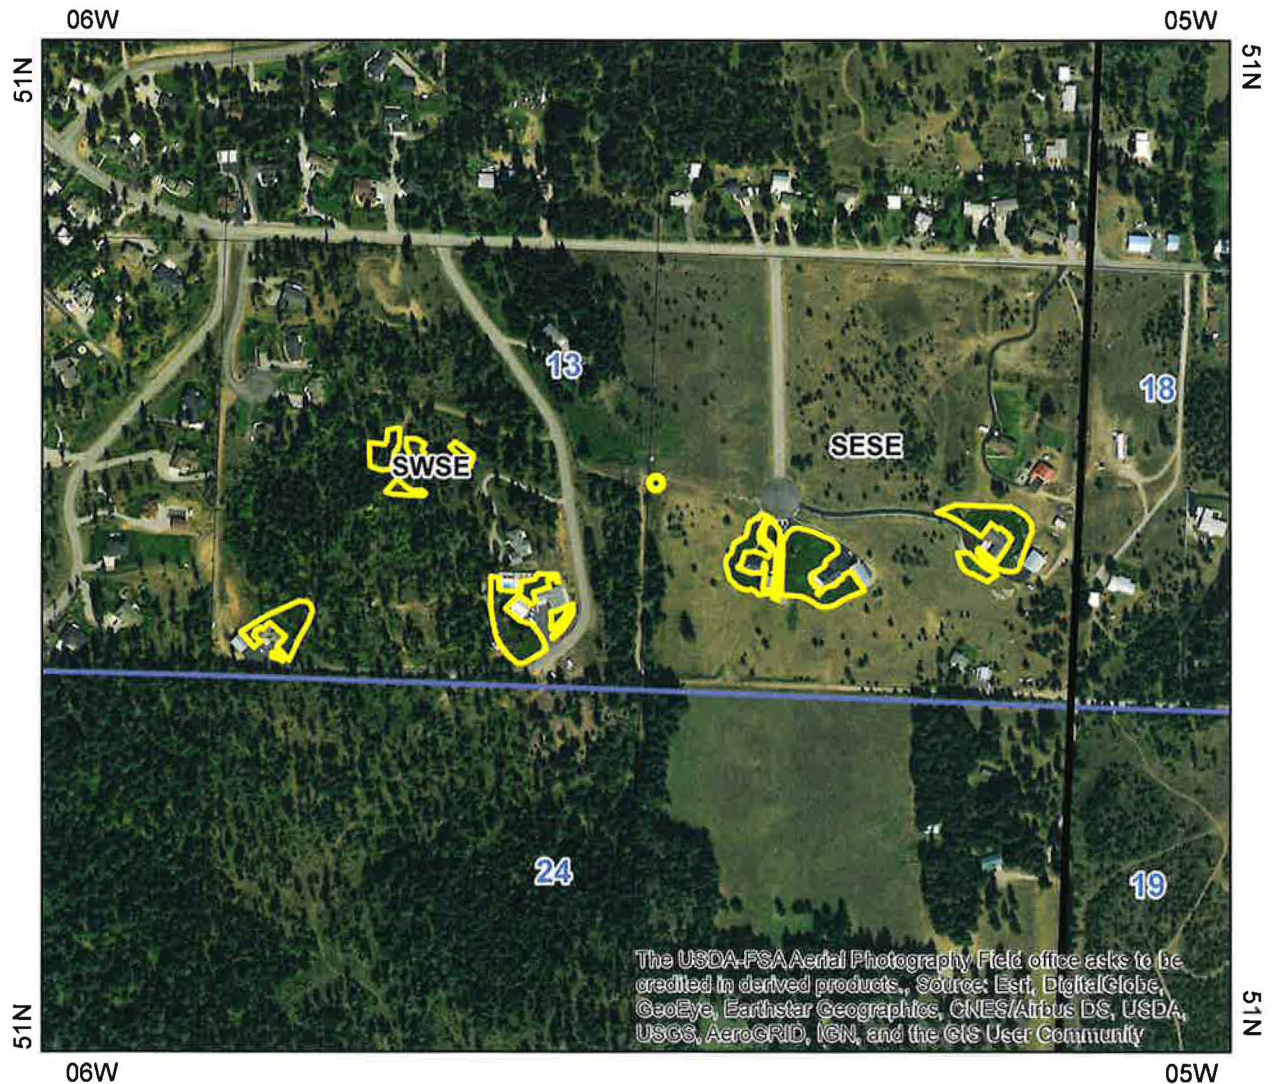 06W
05W
51N
51N
13
18
SWSE
SESE
24
19
The USDA-FSA Aerial Photography Field office asks to be
credited in derived products., Source: Esri, DigitalGlobe,
GeoEye, Earthstar Geographics, CNES/Airbus DS, USDA,
USGS, AeroGRID, IGN, and the GIS User Community
51N
51N
06W
05W